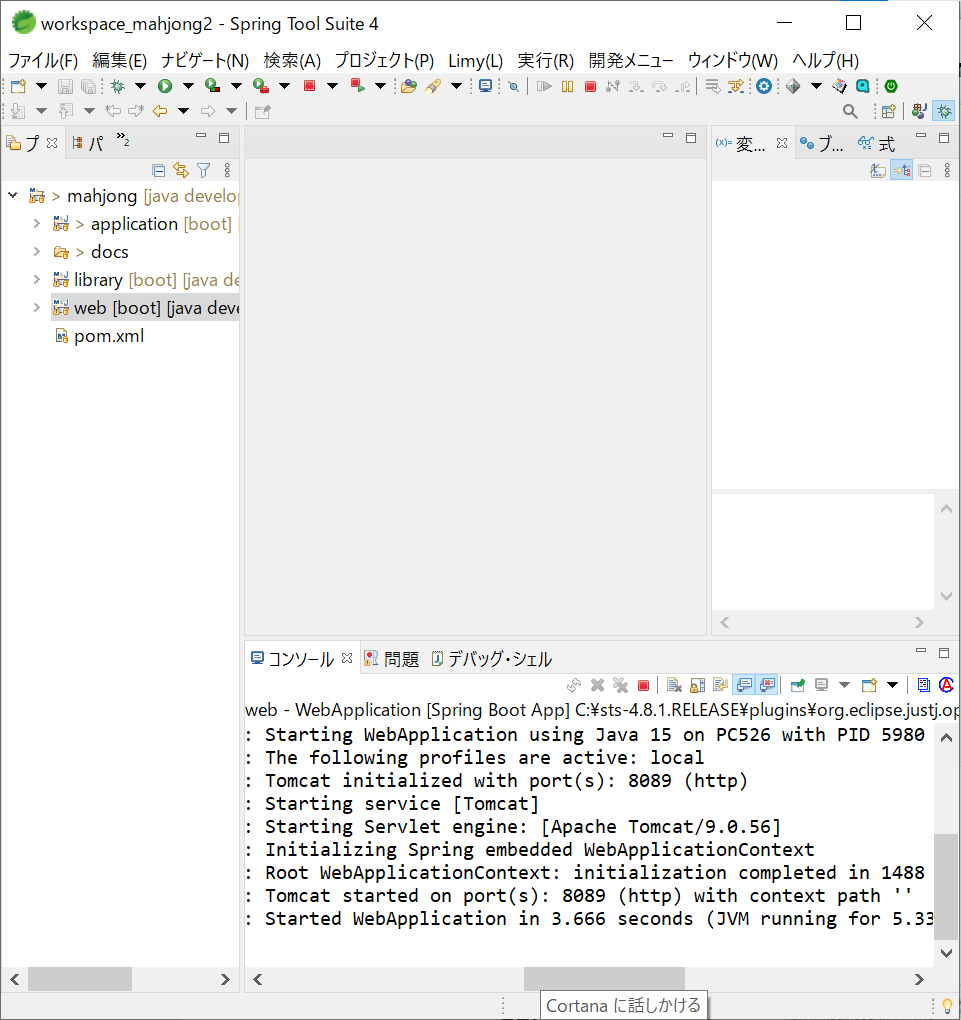 workspace_mahjong2 - Spring Tool Suite 4
ファイル(F) 編集(E) ナビゲート(N) 検索(A) プロジェクト(P) Limy(L) 実行(R) 開発メニュー ウィンドウ(W) ヘルプ(H)
プ パ »2
(x)= 変... ブ... 式
> mahjong [java develo
> application [boot]
> docs
library [boot] [java de
web [boot] [java deve
pom.xml
コンソール 問題 デバッグ・シェル
web - WebApplication [Spring Boot App] C:¥sts-4.8.1.RELEASE¥plugins¥org.eclipse.justj.op
: Starting WebApplication using Java 15 on PC526 with PID 5980
: The following profiles are active: local
: Tomcat initialized with port(s): 8089 (http)
: Starting service [Tomcat]
: Starting Servlet engine: [Apache Tomcat/9.0.56]
: Initializing Spring embedded WebApplicationContext
: Root WebApplicationContext: initialization completed in 1488
: Tomcat started on port(s): 8089 (http) with context path ''
: Started WebApplication in 3.666 seconds (JVM running for 5.33
Cortana に話しかける